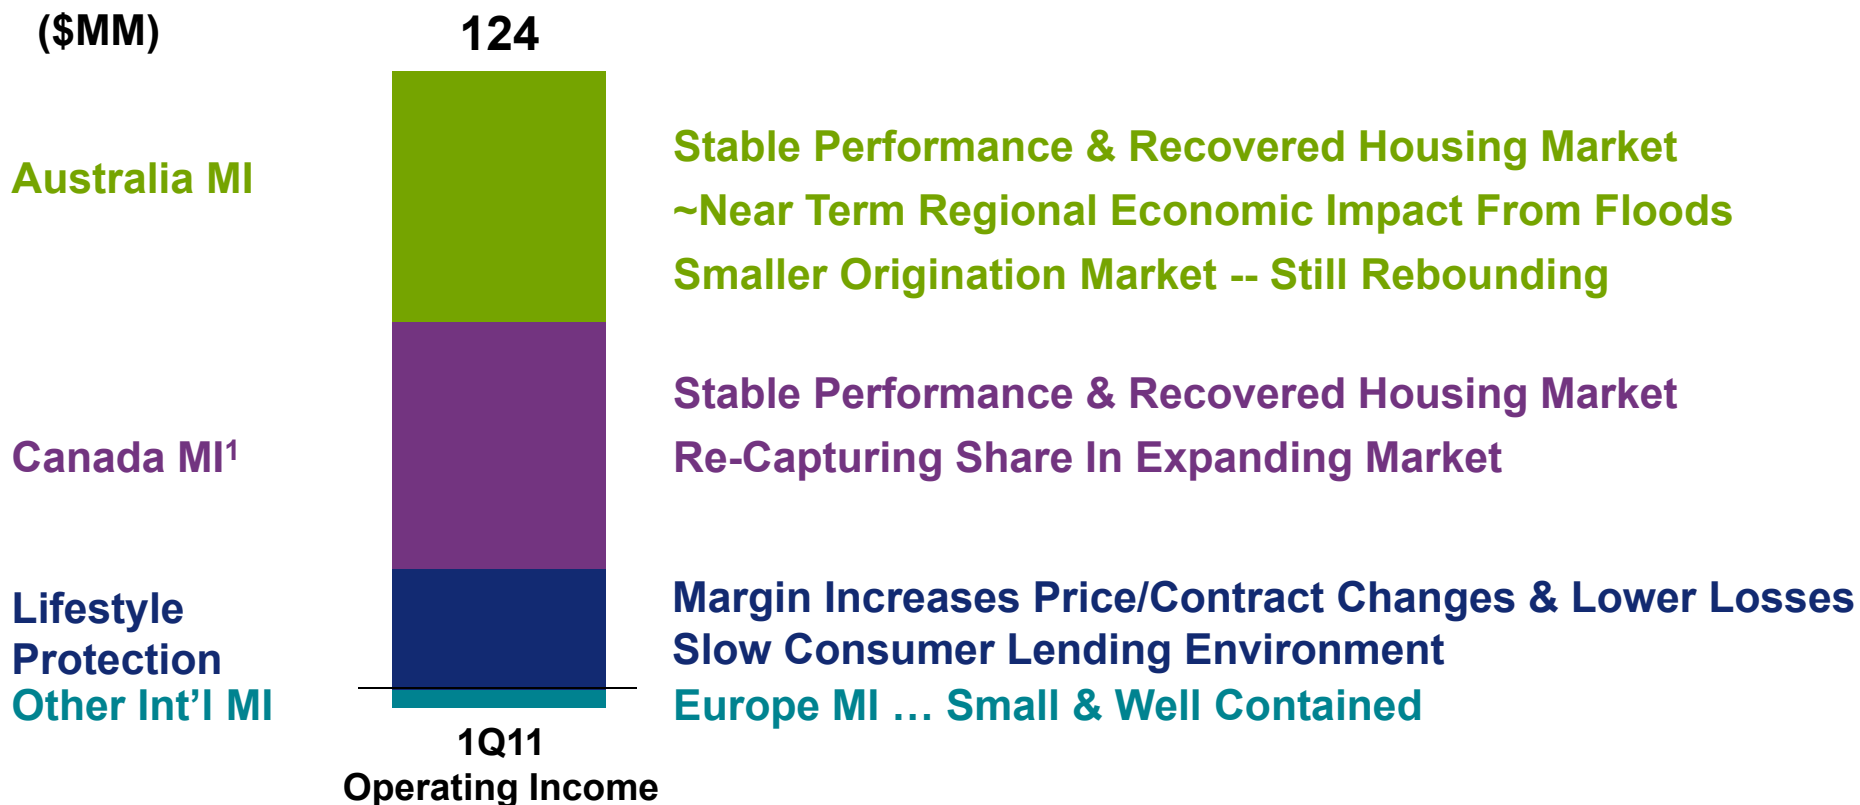 ($MM)
124
Australia MI
Stable Performance & Recovered Housing Market
~Near Term Regional Economic Impact From Floods
Smaller Origination Market -- Still Rebounding
Canada MI¹
Stable Performance & Recovered Housing Market
Re-Capturing Share In Expanding Market
Lifestyle
Protection
Margin Increases Price/Contract Changes & Lower Losses
Slow Consumer Lending Environment
Other Int'l MI
Europe MI … Small & Well Contained
1Q11
Operating Income